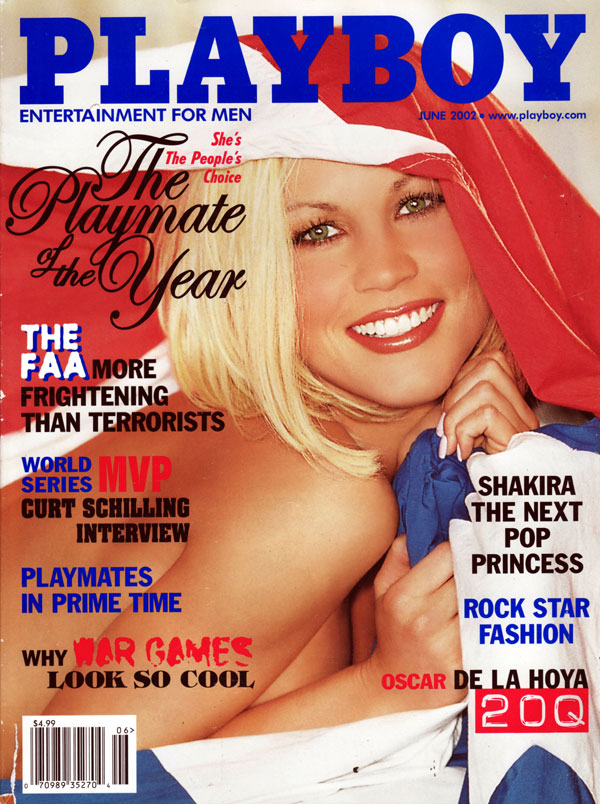 PLAYBOY
ENTERTAINMENT FOR MEN
JUNE 2002 • www.playboy.com
She's
The People's
Choice
The
Playmate
of the
Year
THE
FAA MORE
FRIGHTENING
THAN TERRORISTS
WORLD
SERIES MVP
CURT SCHILLING
INTERVIEW
PLAYMATES
IN PRIME TIME
WHY WAR GAMES
LOOK SO COOL
SHAKIRA
THE NEXT
POP
PRINCESS
ROCK STAR
FASHION
OSCAR DE LA HOYA
20Q
$4.99
06>
0 70989 35270 4